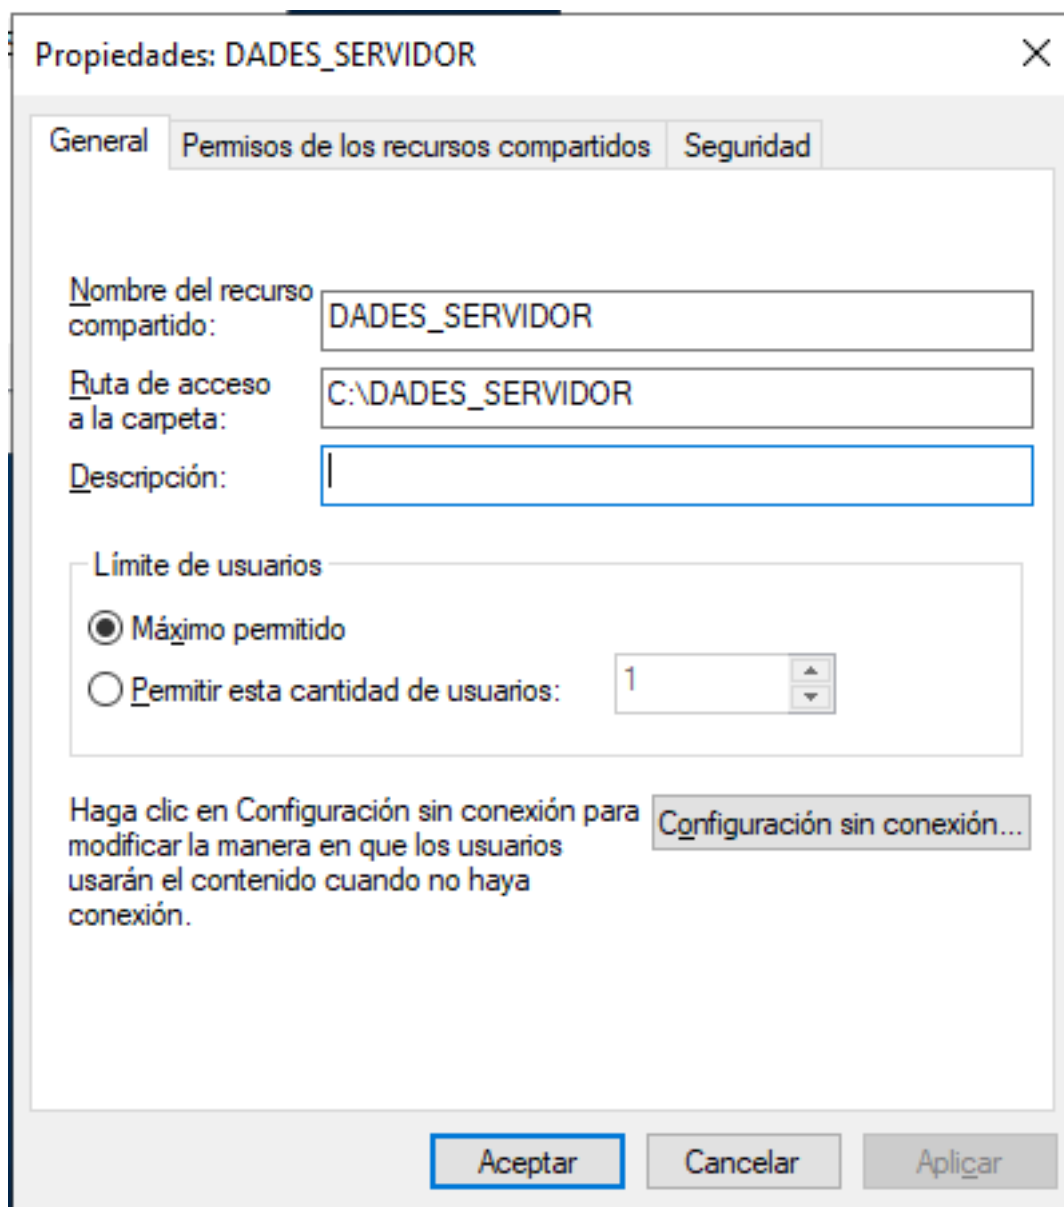 Propiedades: DADES_SERVIDOR
General
Permisos de los recursos compartidos
Seguridad
Nombre del recurso
compartido:
DADES_SERVIDOR
Ruta de acceso
a la carpeta:
C:\DADES_SERVIDOR
Descripción:
Límite de usuarios
Máximo permitido
Permitir esta cantidad de usuarios:
1
Haga clic en Configuración sin conexión para
modificar la manera en que los usuarios
usarán el contenido cuando no haya
conexión.
Configuración sin conexión...
Aceptar
Cancelar
Aplicar